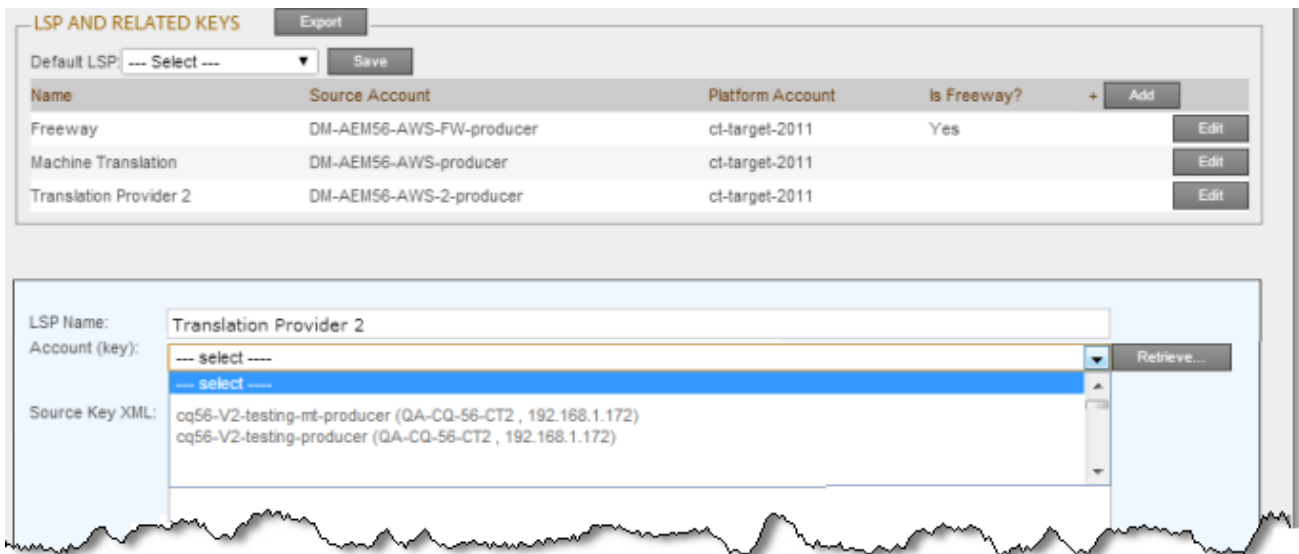 LSP AND RELATED KEYS Export
Default LSP: --- Select --- Save
Name Source Account Platform Account Is Freeway? + Add
Freeway DM-AEM56-AWS-FW-producer ct-target-2011 Yes Edit
Machine Translation DM-AEM56-AWS-producer ct-target-2011 Edit
Translation Provider 2 DM-AEM56-AWS-2-producer ct-target-2011 Edit
LSP Name: Translation Provider 2
Account (key): --- select ---- Retrieve...
--- select ----
Source Key XML: cq56-V2-testing-mt-producer (QA-CQ-56-CT2 , 192.168.1.172)
cq56-V2-testing-producer (QA-CQ-56-CT2 , 192.168.1.172)